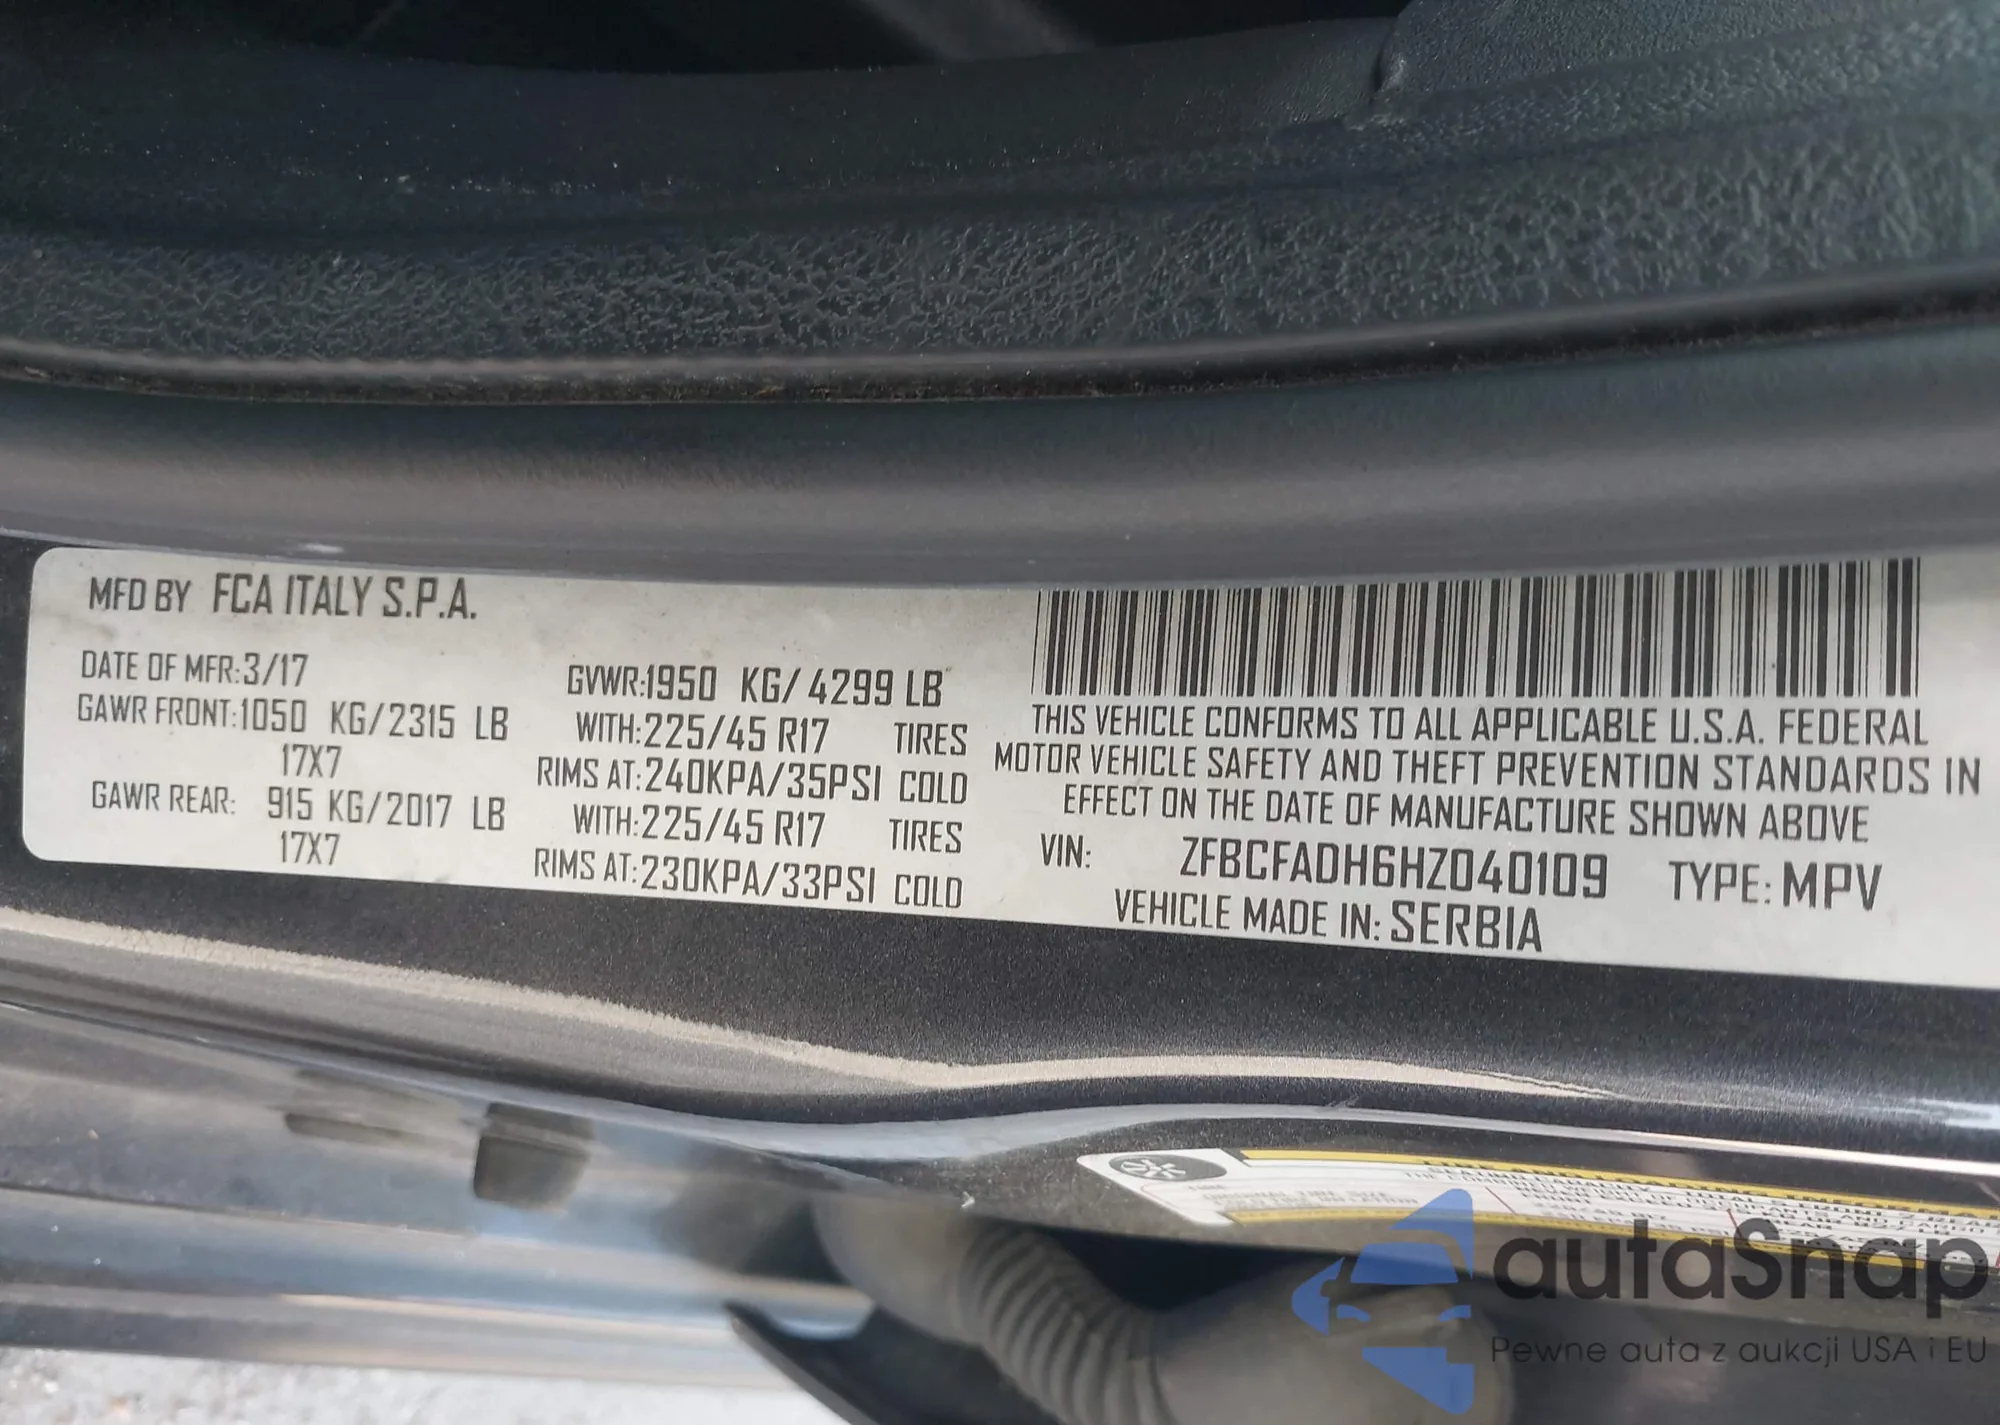 MFD BY FCA ITALY S.P.A.
DATE OF MFR:3/17 GVWR:1950 KG/4299 LB
GAWR FRONT:1050 KG/2315 LB WITH:225/45 R17 TIRES
17X7 RIMS AT:240KPA/35PSI COLD
GAWR REAR: 915 KG/2017 LB WITH:225/45 R17 TIRES
17X7 RIMS AT:230KPA/33PSI COLD
THIS VEHICLE CONFORMS TO ALL APPLICABLE U.S.A. FEDERAL
MOTOR VEHICLE SAFETY AND THEFT PREVENTION STANDARDS IN
EFFECT ON THE DATE OF MANUFACTURE SHOWN ABOVE
VIN: ZFBCFADH6HZ040109 TYPE: MPV
VEHICLE MADE IN: SERBIA
autaSnap
Pewne auta z aukcji USA i EU